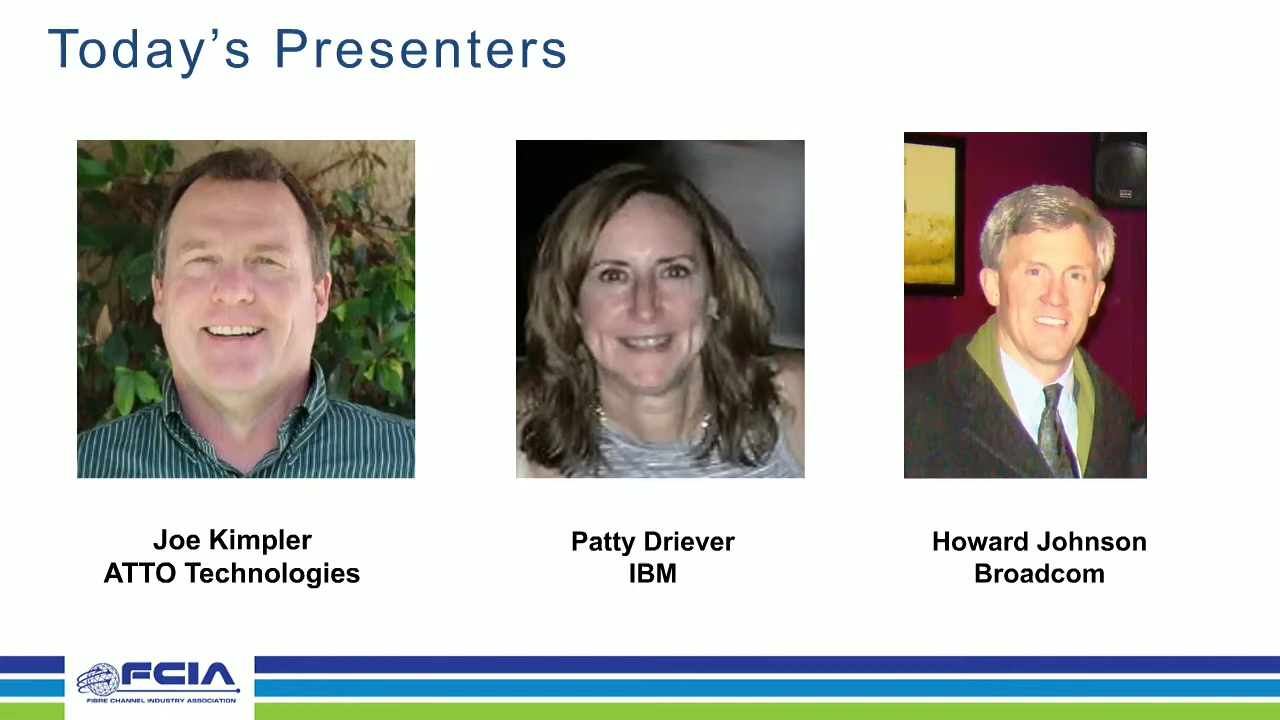 Today’s Presenters
Joe Kimpler
ATTO Technologies
Patty Driever
IBM
Howard Johnson
Broadcom
FCIA
FIBRE CHANNEL INDUSTRY ASSOCIATION